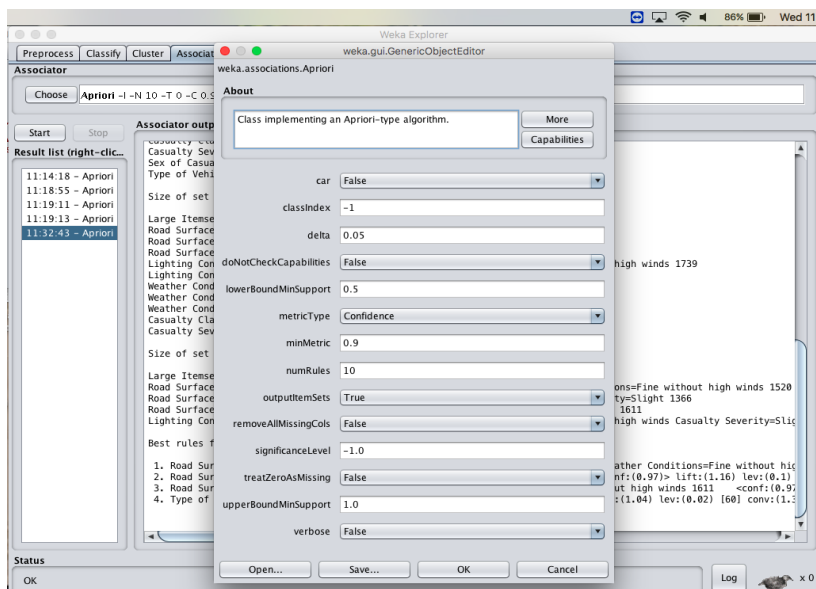 86% Wed 11
Weka Explorer
Preprocess Classify Cluster Associat
Associator
Choose Apriori -I -N 10 -T 0 -C 0.9
Start Stop
Result list (right-clic...
11:14:18 – Apriori
11:18:55 – Apriori
11:19:11 – Apriori
11:19:13 – Apriori
11:32:43 – Apriori
Associator outp
Casualty Sev
Sex of Casua
Type of Vehi
Size of set
Large Itemse
Road Surface
Road Surface
Road Surface
Lighting Con
Lighting Con
Weather Cond
Weather Cond
Weather Cond
Casualty Cla
Casualty Sev
Size of set
Large Itemse
Road Surface
Road Surface
Road Surface
Lighting Con
Best rules f
1. Road Sur
2. Road Sur
3. Road Sur
4. Type of
weka.gui.GenericObjectEditor
weka.associations.Apriori
About
Class implementing an Apriori-type algorithm.
More
Capabilities
car False
classIndex -1
delta 0.05
doNotCheckCapabilities False
lowerBoundMinSupport 0.5
metricType Confidence
minMetric 0.9
numRules 10
outputItemSets True
removeAllMissingCols False
significanceLevel -1.0
treatZeroAsMissing False
upperBoundMinSupport 1.0
verbose False
Open... Save... OK Cancel
high winds 1739
ons=Fine without high winds 1520
ty=Slight 1366
1611
high winds Casualty Severity=Slig
ather Conditions=Fine without hig
nf:(0.97)> lift:(1.16) lev:(0.1)
ut high winds 1611 <conf:(0.97
:(1.04) lev:(0.02) [60] conv:(1.3
Status
OK
Log x 0